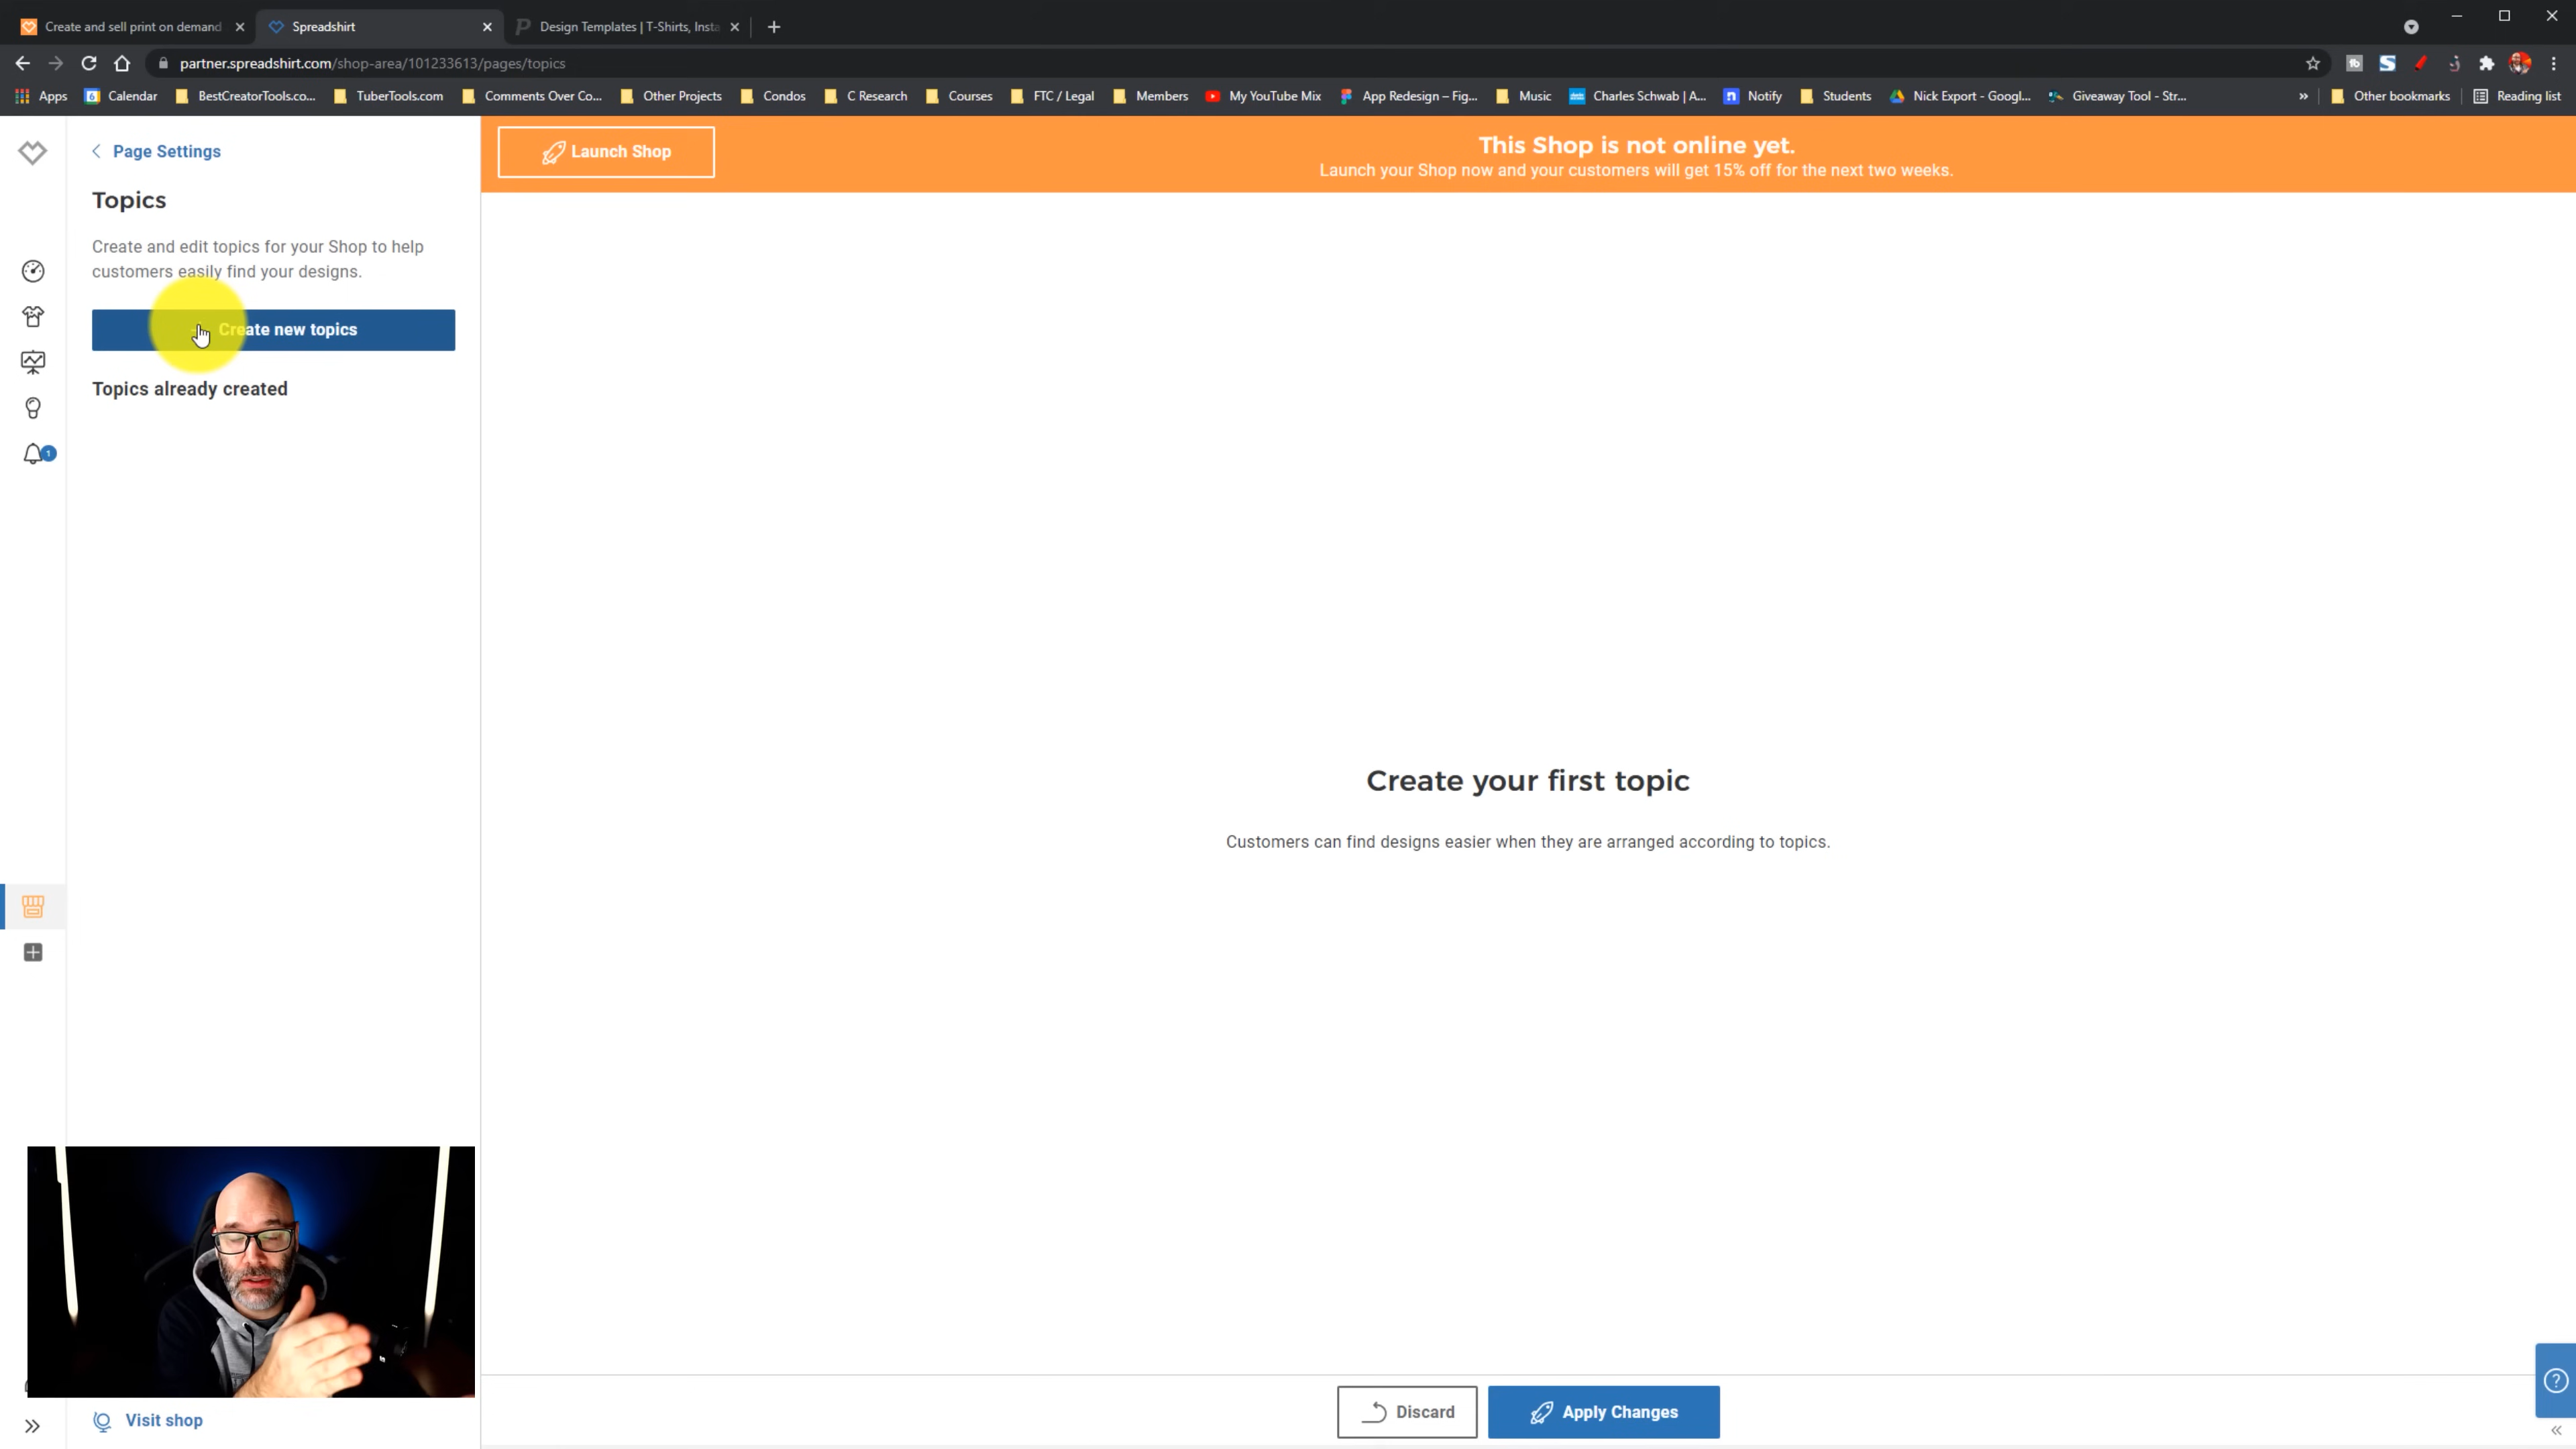 Create and sell print on demand
Spreadshirt
Design Templates | T-Shirts, Insta
partner.spreadshirt.com/shop-area/101233613/pages/topics
Apps
Calendar
BestCreatorTools.co...
TuberTools.com
Comments Over Co...
Other Projects
Condos
C Research
Courses
FTC / Legal
Members
My YouTube Mix
App Redesign – Fig...
Music
Charles Schwab | A...
Notify
Students
Nick Export - Googl...
Giveaway Tool - Str...
»
Other bookmarks
Reading list
Page Settings
Topics
Create and edit topics for your Shop to help
customers easily find your designs.
Create new topics
Topics already created
1
Launch Shop
This Shop is not online yet.
Launch your Shop now and your customers will get 15% off for the next two weeks.
Create your first topic
Customers can find designs easier when they are arranged according to topics.
Discard
Apply Changes
Visit shop